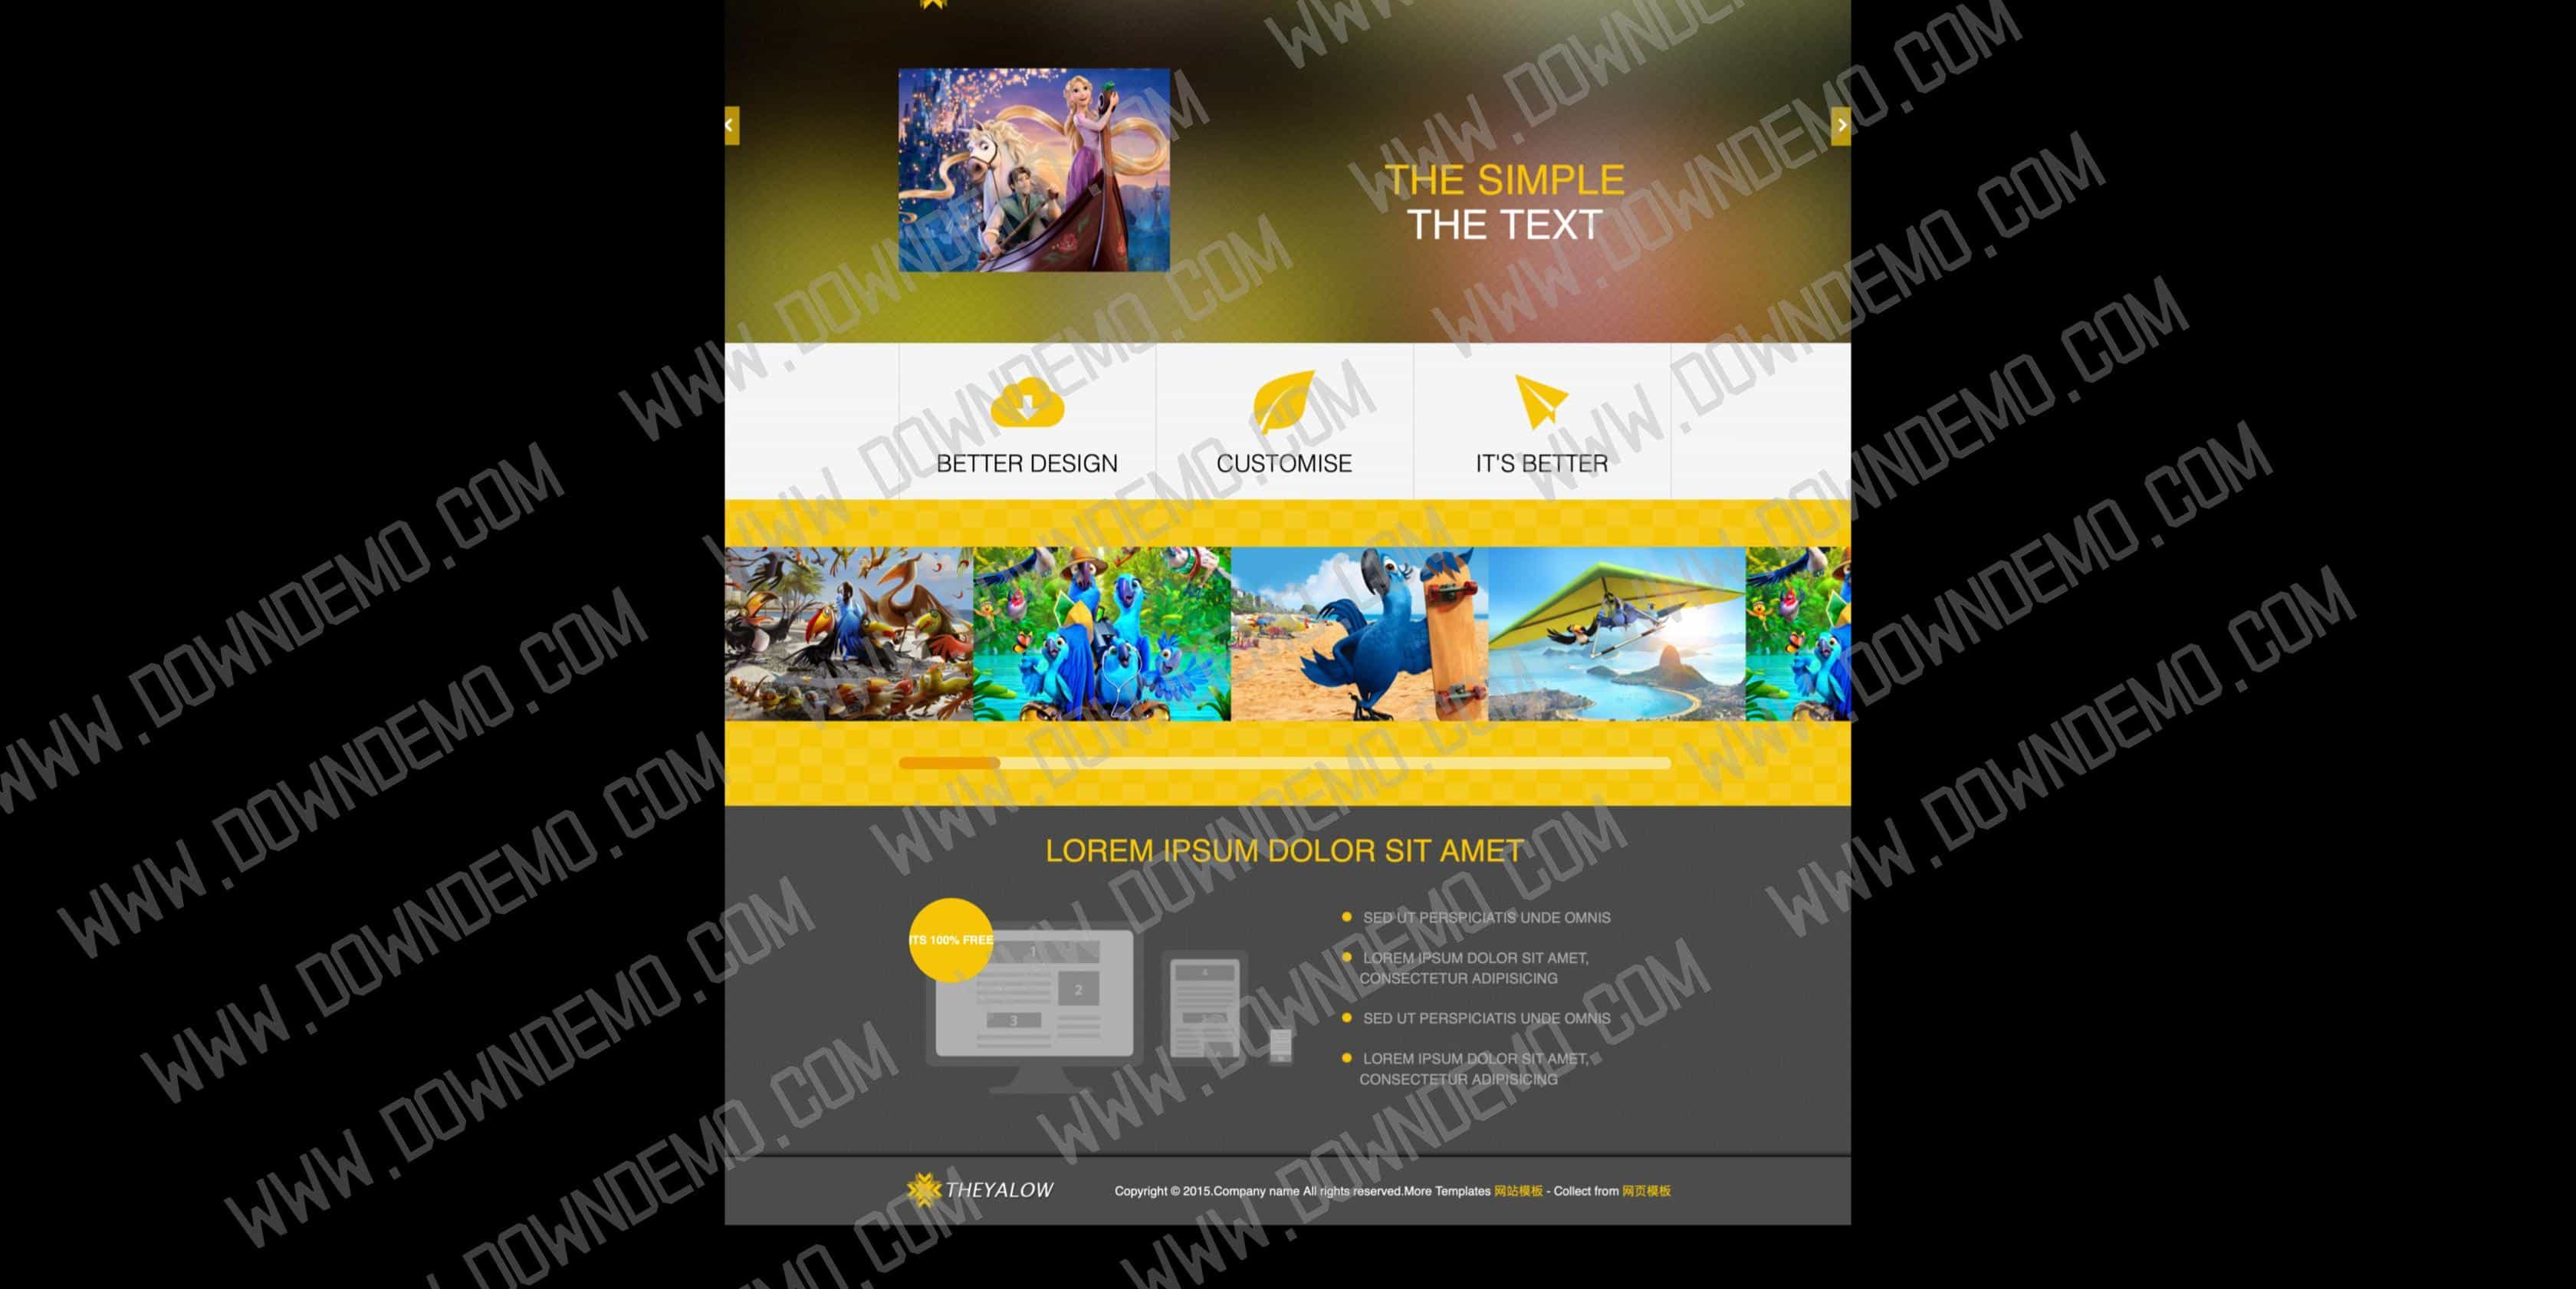 THE SIMPLE
THE TEXT
BETTER DESIGN
CUSTOMISE
IT'S BETTER
LOREM IPSUM DOLOR SIT AMET
ITS 100% FREE
1
2
3
4
SED UT PERSPICIATIS UNDE OMNIS
LOREM IPSUM DOLOR SIT AMET,
CONSECTETUR ADIPISICING
SED UT PERSPICIATIS UNDE OMNIS
LOREM IPSUM DOLOR SIT AMET,
CONSECTETUR ADIPISICING
THEYALOW
Copyright © 2015.Company name All rights reserved.More Templates 网站模板 - Collect from 网页模板
WWW.DOWNDEMO.COM